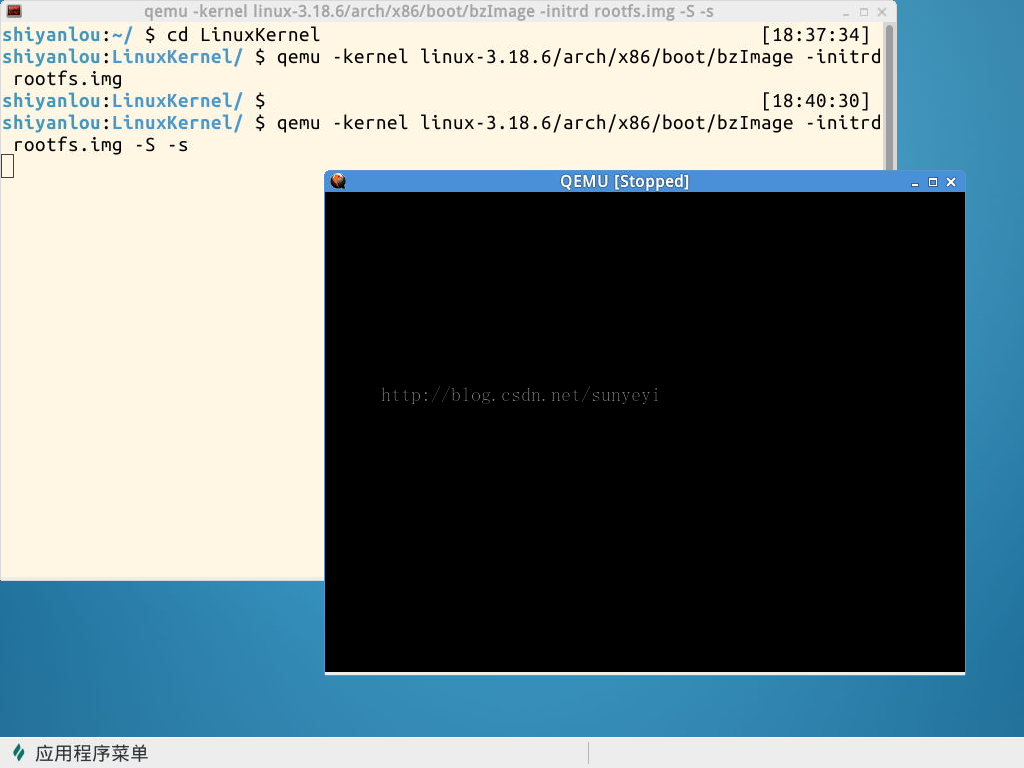 qemu -kernel linux-3.18.6/arch/x86/boot/bzImage -initrd rootfs.img -S -s
shiyanlou:~/ $ cd LinuxKernel [18:37:34]
shiyanlou:LinuxKernel/ $ qemu -kernel linux-3.18.6/arch/x86/boot/bzImage -initrd
rootfs.img
shiyanlou:LinuxKernel/ $ [18:40:30]
shiyanlou:LinuxKernel/ $ qemu -kernel linux-3.18.6/arch/x86/boot/bzImage -initrd
rootfs.img -S -s
QEMU [Stopped]
http://blog.csdn.net/sunyeyi
应用程序菜单